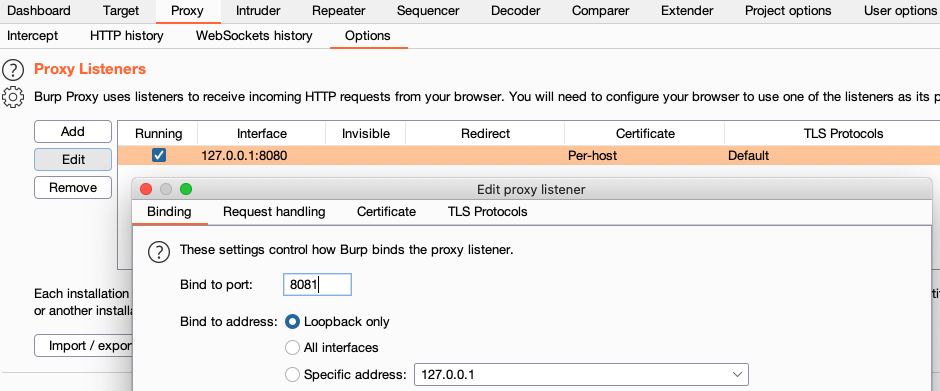 Dashboard Target Proxy Intruder Repeater Sequencer Decoder Comparer Extender Project options User options
Intercept HTTP history WebSockets history Options
? Proxy Listeners
Burp Proxy uses listeners to receive incoming HTTP requests from your browser. You will need to configure your browser to use one of the listeners as its
Add Running Interface Invisible Redirect Certificate TLS Protocols
Edit 127.0.0.1:8080 Per-host Default
Remove
Edit proxy listener
Binding Request handling Certificate TLS Protocols
? These settings control how Burp binds the proxy listener.
Bind to port: 8081
Each installation
or another
Bind to address: Loopback only
Import /
All interfaces
Specific address: 127.0.0.1